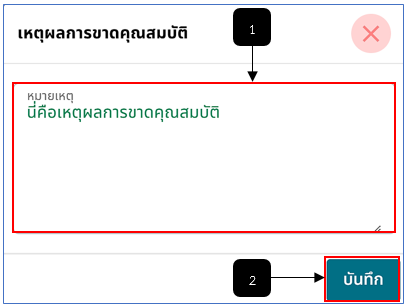 เหตุผลการขาดคุณสมบัติ
1
หมายเหตุ
นี่คือเหตุผลการขาดคุณสมบัติ
2
บันทึก